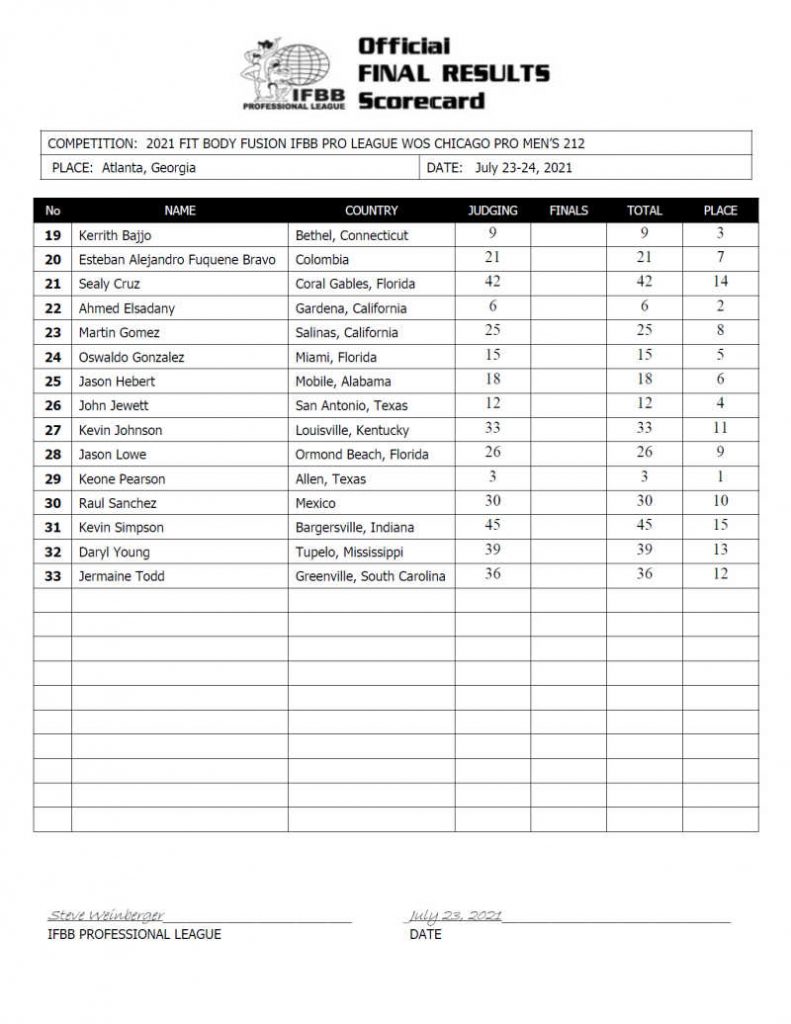 Official
FINAL RESULTS
Scorecard
IFBB
PROFESSIONAL LEAGUE
COMPETITION: 2021 FIT BODY FUSION IFBB PRO LEAGUE WOS CHICAGO PRO MEN'S 212
PLACE: Atlanta, Georgia DATE: July 23-24, 2021
No NAME COUNTRY JUDGING FINALS TOTAL PLACE
19 Kerrith Bajjo Bethel, Connecticut 9 9 3
20 Esteban Alejandro Fuquene Bravo Colombia 21 21 7
21 Sealy Cruz Coral Gables, Florida 42 42 14
22 Ahmed Elsadany Gardena, California 6 6 2
23 Martin Gomez Salinas, California 25 25 8
24 Oswaldo Gonzalez Miami, Florida 15 15 5
25 Jason Hebert Mobile, Alabama 18 18 6
26 John Jewett San Antonio, Texas 12 12 4
27 Kevin Johnson Louisville, Kentucky 33 33 11
28 Jason Lowe Ormond Beach, Florida 26 26 9
29 Keone Pearson Allen, Texas 3 3 1
30 Raul Sanchez Mexico 30 30 10
31 Kevin Simpson Bargersville, Indiana 45 45 15
32 Daryl Young Tupelo, Mississippi 39 39 13
33 Jermaine Todd Greenville, South Carolina 36 36 12
Steve Weinberger July 23, 2021
IFBB PROFESSIONAL LEAGUE DATE